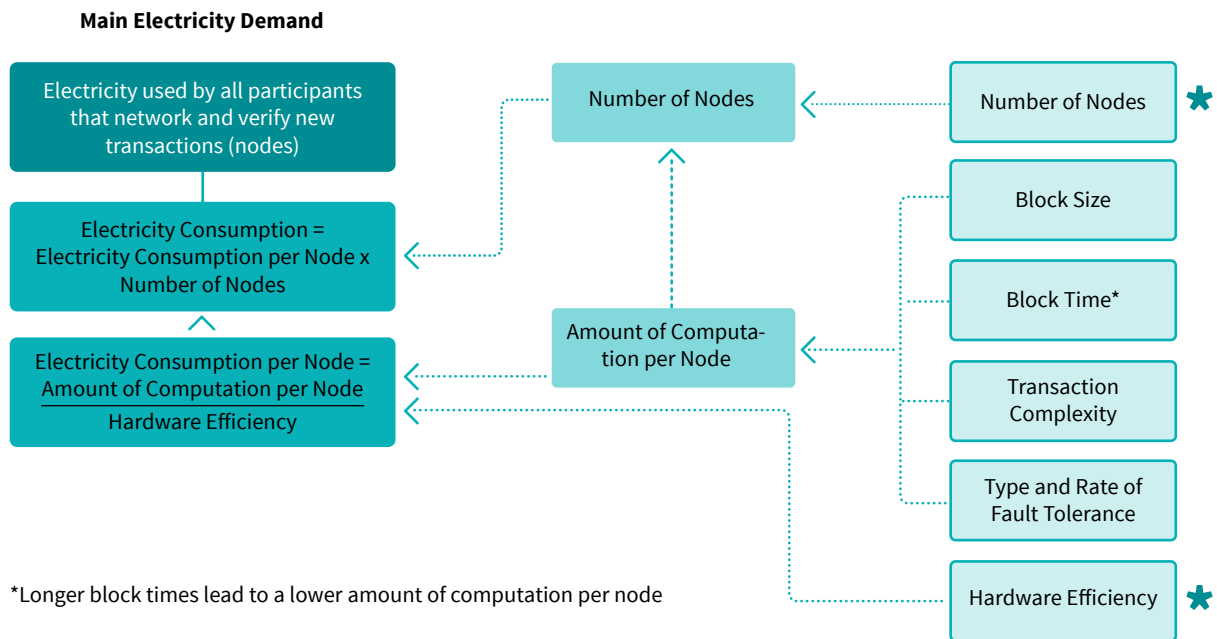 Main Electricity Demand
Electricity used by all participants
that network and verify new
transactions (nodes)
Electricity Consumption =
Electricity Consumption per Node x
Number of Nodes
Electricity Consumption per Node =
Amount of Computation per Node
Hardware Efficiency
Number of Nodes
Amount of Computa-
tion per Node
Number of Nodes
*
Block Size
Block Time*
Transaction
Complexity
Type and Rate of
Fault Tolerance
Hardware Efficiency
*
*Longer block times lead to a lower amount of computation per node